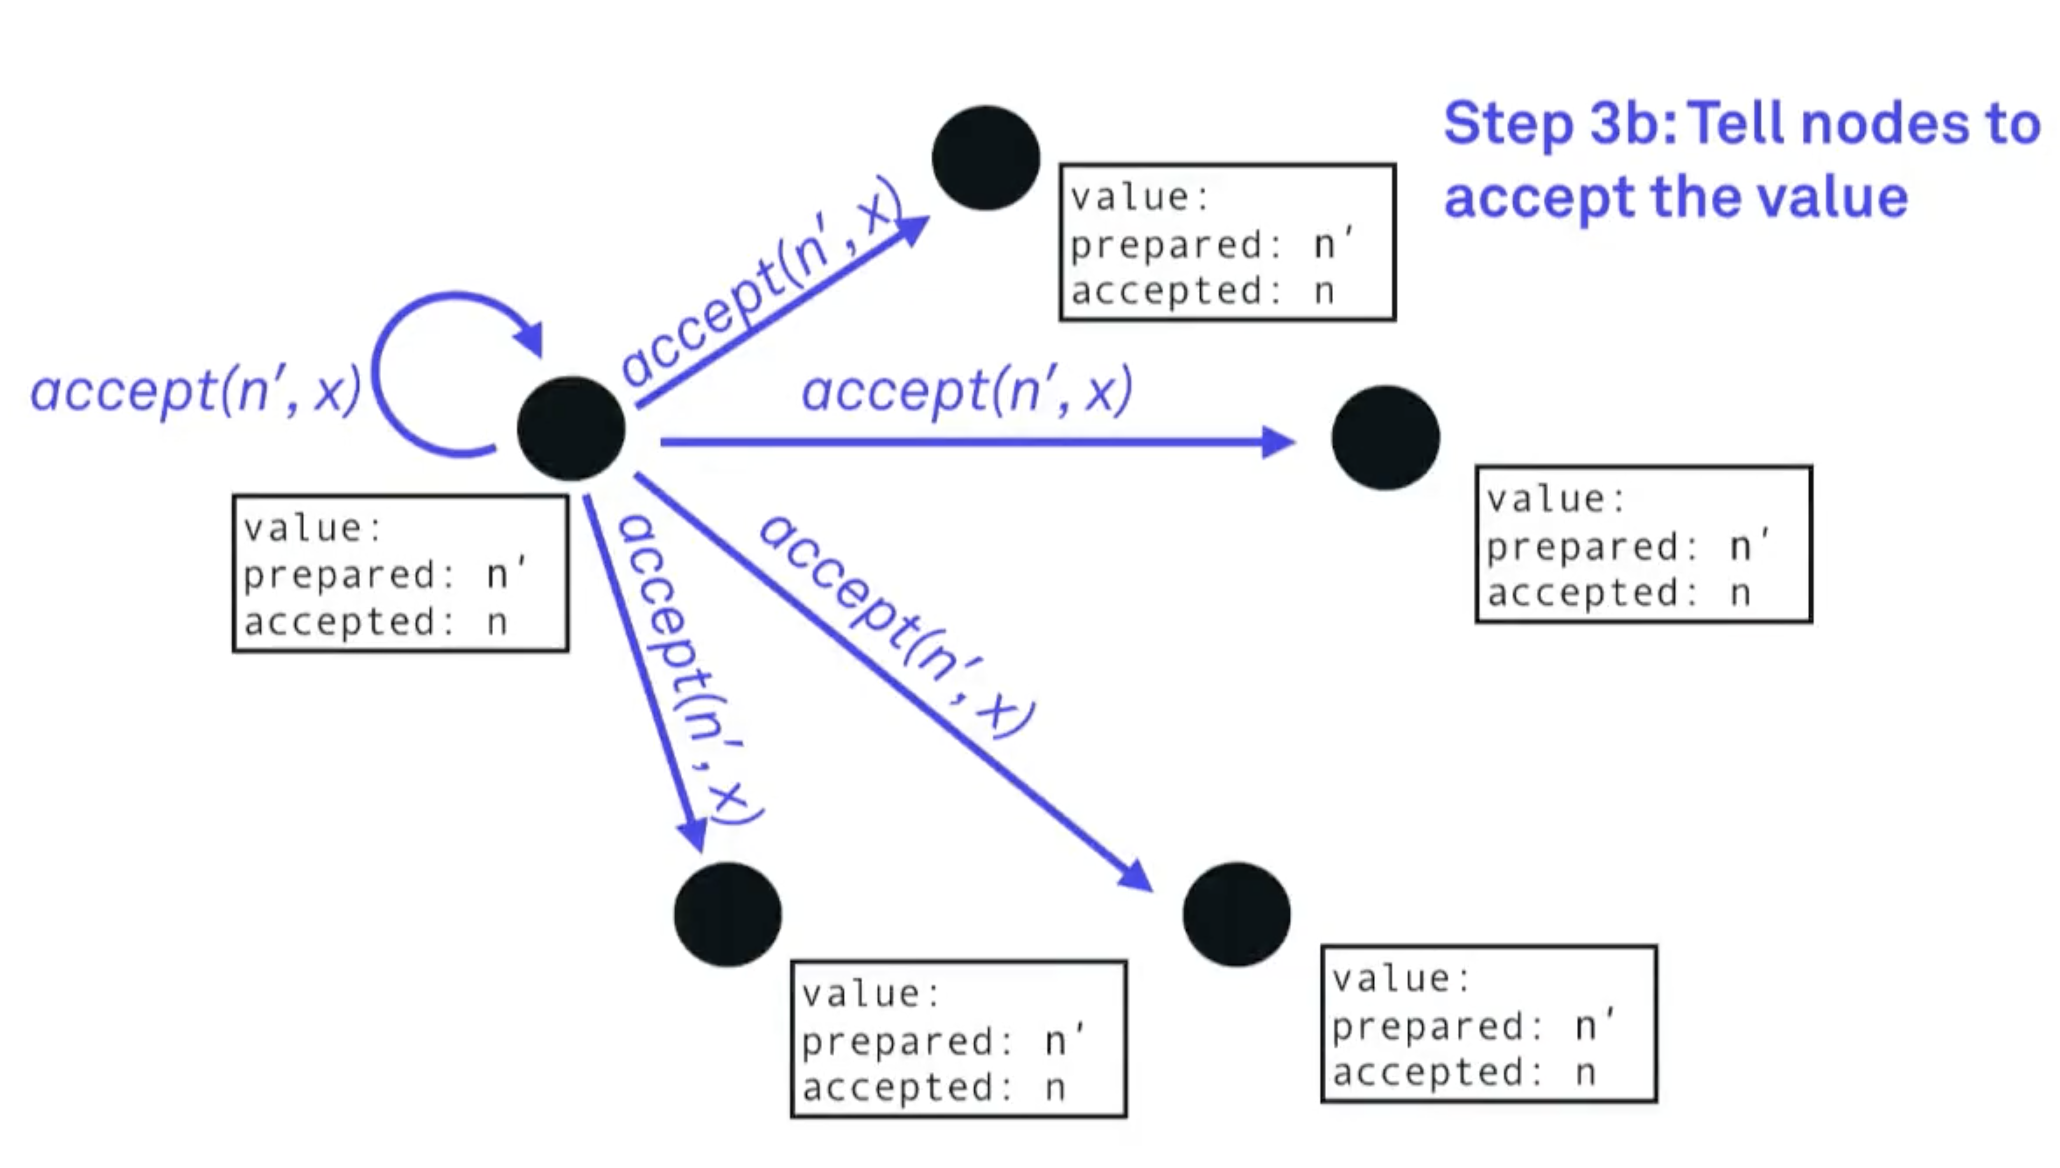 Step 3b: Tell nodes to
accept the value
accept(n′, x)
value:
prepared: n′
accepted: n
accept(n′, x)
accept(n′, x)
value:
prepared: n′
accepted: n
value:
prepared: n′
accepted: n
accept(n′, x)
accept(n′, x)
value:
prepared: n′
accepted: n
value:
prepared: n′
accepted: n